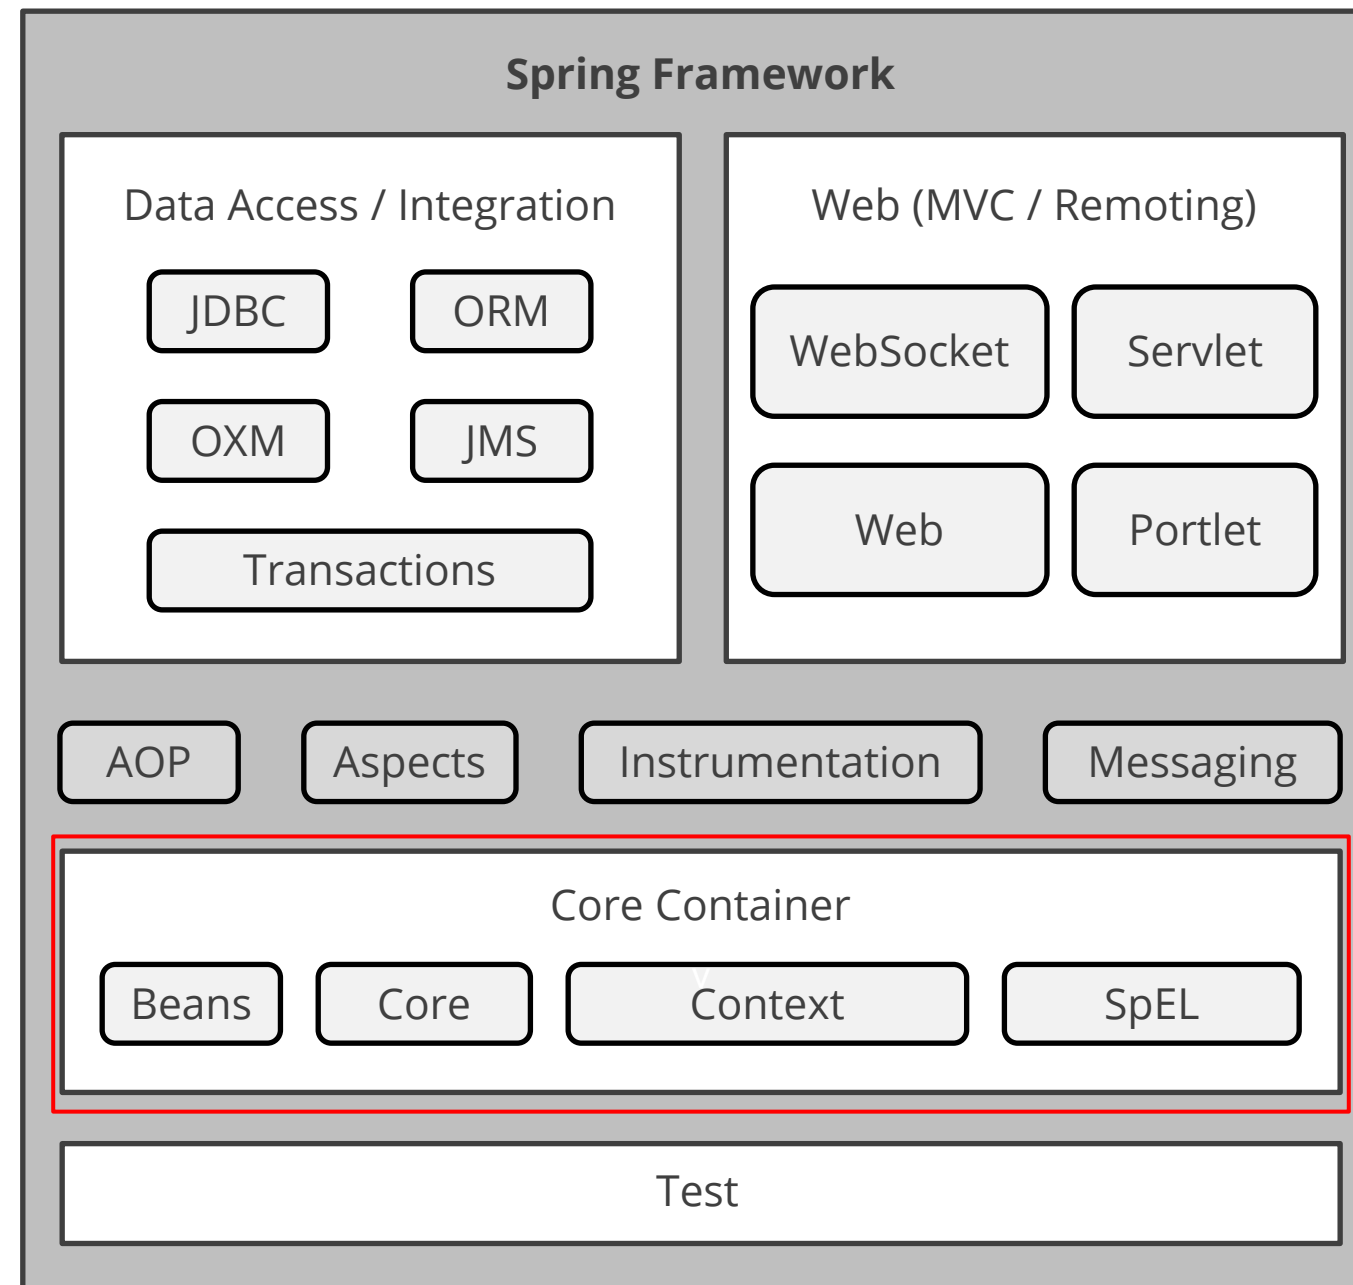 Spring Framework
Data Access / Integration
JDBC
ORM
OXM
JMS
Transactions
Web (MVC / Remoting)
WebSocket
Servlet
Web
Portlet
AOP
Aspects
Instrumentation
Messaging
Core Container
Beans
Core
v
Context
SpEL
Test